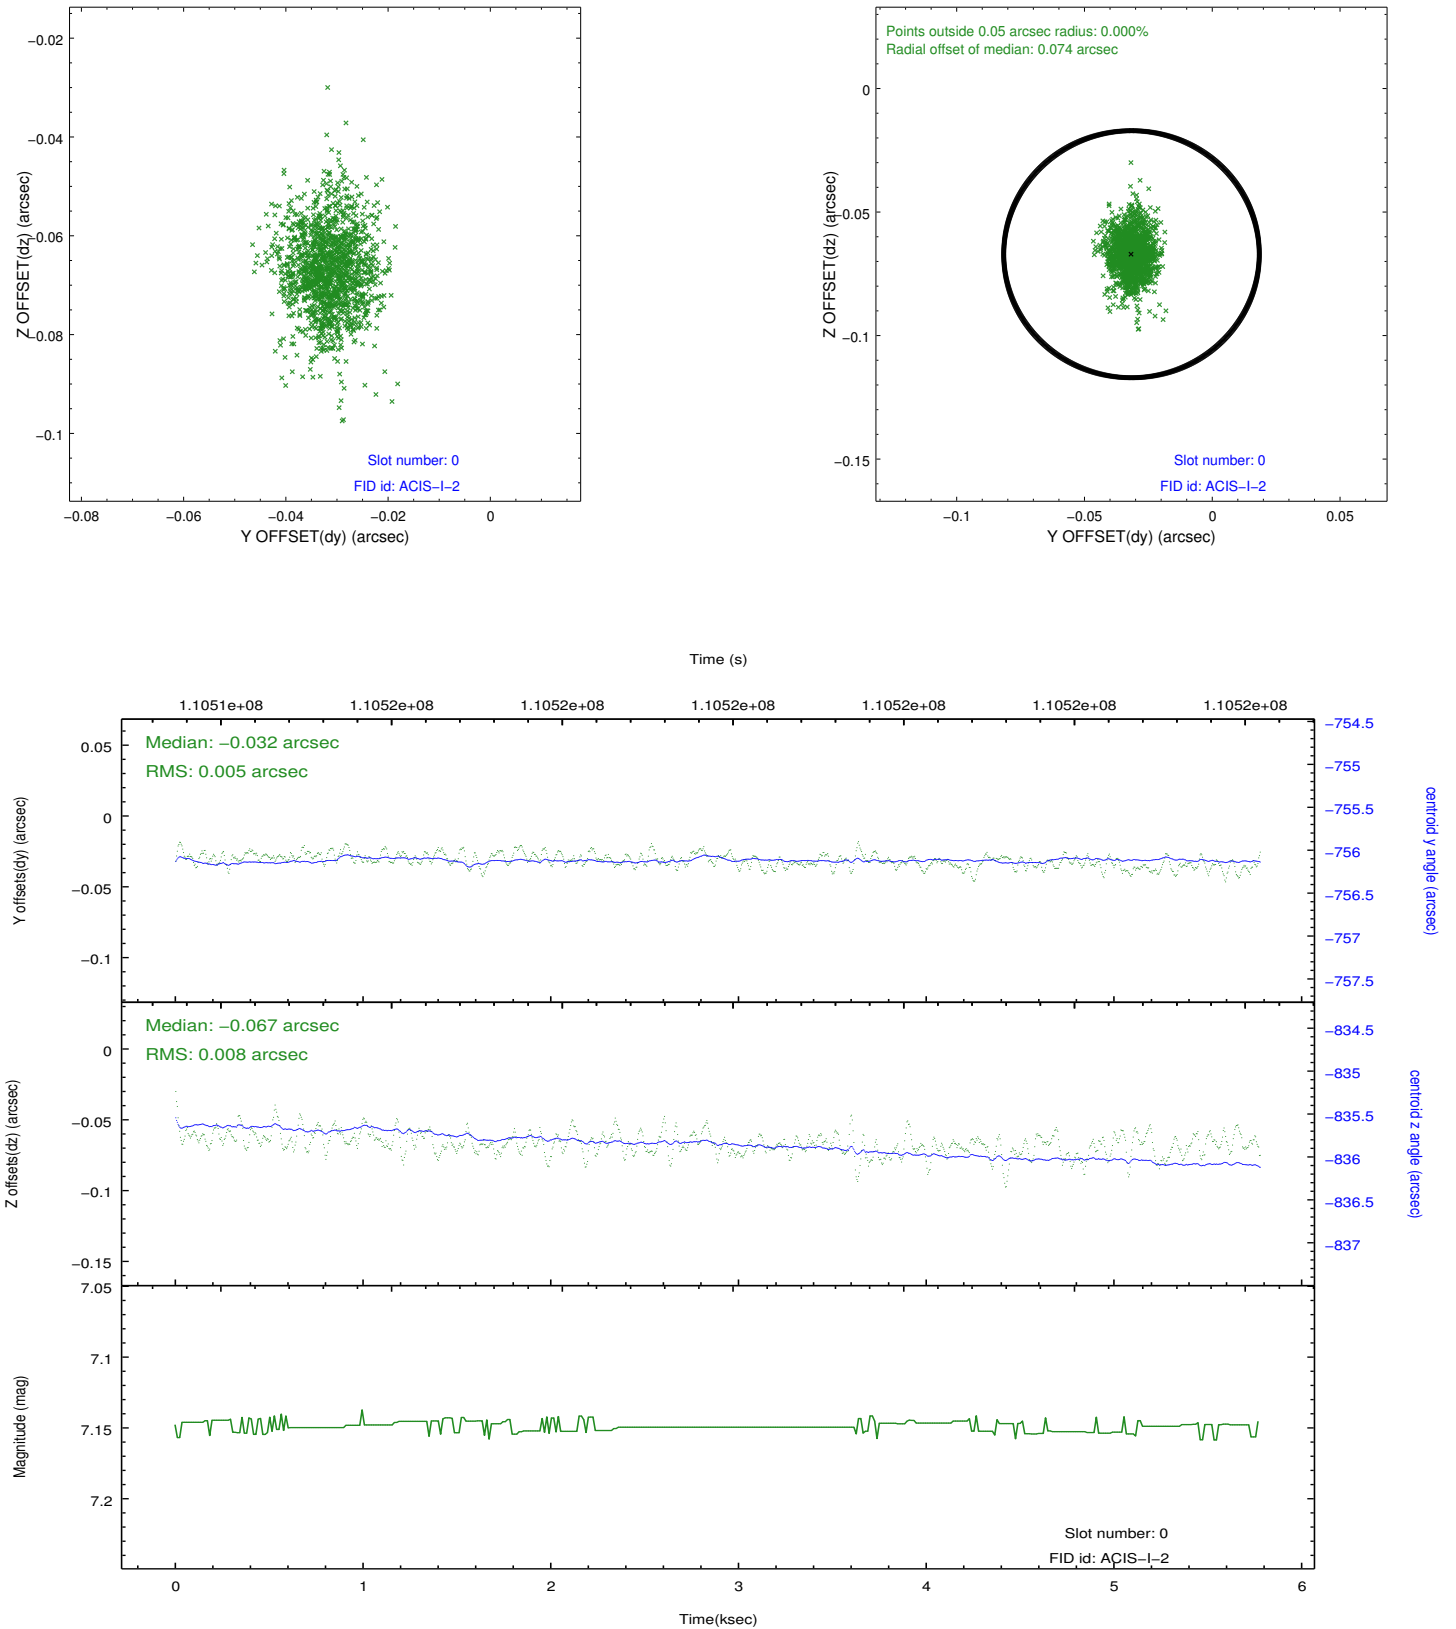 −0.02
−0.04
−0.06
−0.08
−0.1
Z OFFSET(dz) (arcsec)
Slot number: 0
FID id: ACIS−I−2
−0.08 −0.06 −0.04 −0.02 0
Y OFFSET(dy) (arcsec)
Points outside 0.05 arcsec radius: 0.000%
Radial offset of median: 0.074 arcsec
0
−0.05
−0.1
−0.15
Z OFFSET(dz) (arcsec)
Slot number: 0
FID id: ACIS−I−2
−0.1 −0.05 0 0.05
Y OFFSET(dy) (arcsec)
Time (s)
1.1051e+08 1.1052e+08 1.1052e+08 1.1052e+08 1.1052e+08 1.1052e+08 1.1052e+08
Median: −0.032 arcsec
RMS: 0.005 arcsec
0.05
0
−0.05
−0.1
Y offsets(dy) (arcsec)
−754.5
−755
−755.5
−756
−756.5
−757
−757.5
centroid y angle (arcsec)
Median: −0.067 arcsec
RMS: 0.008 arcsec
0
−0.05
−0.1
−0.15
Z offsets(dz) (arcsec)
−834.5
−835
−835.5
−836
−836.5
−837
centroid z angle (arcsec)
7.05
7.1
7.15
7.2
Magnitude (mag)
Slot number: 0
FID id: ACIS−I−2
0 1 2 3 4 5 6
Time(ksec)